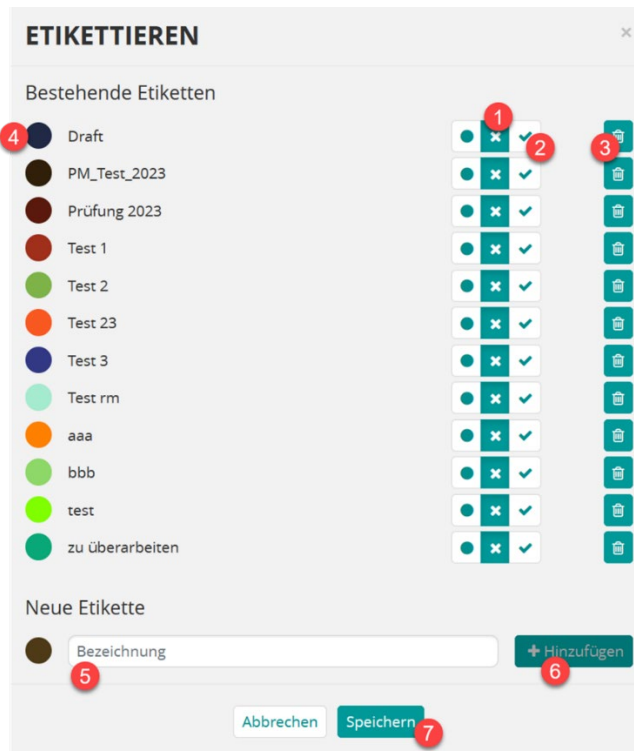 ETIKETTIEREN ×
Bestehende Etiketten
1
4 Draft 2 3
PM_Test_2023
Prüfung 2023
Test 1
Test 2
Test 23
Test 3
Test rm
aaa
bbb
test
zu überarbeiten
Neue Etikette
Bezeichnung + Hinzufügen
5 6
Abbrechen Speichern 7